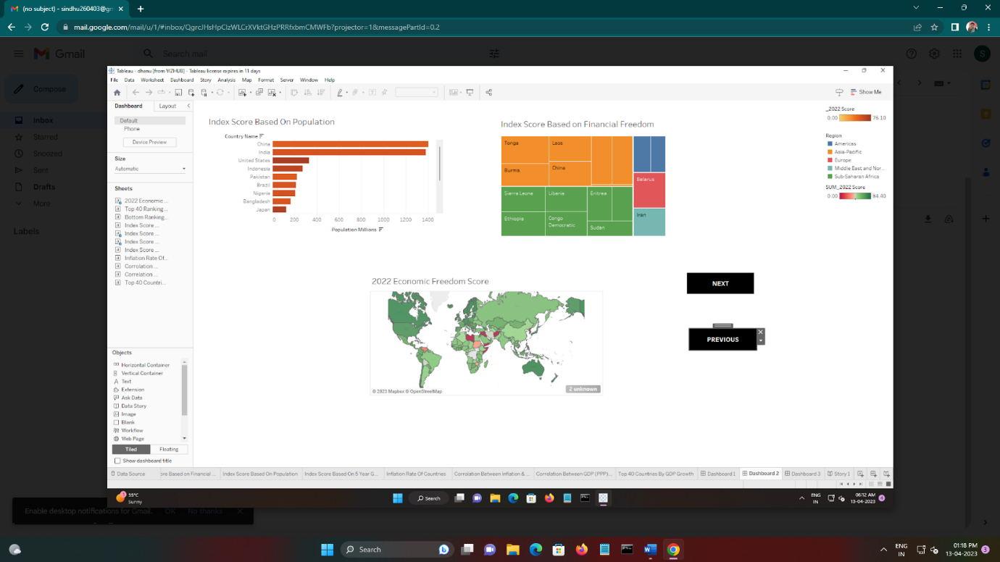 (no subject) - sindhu260403@gm
mail.google.com/mail/u/1/#inbox/QgrcJHsHpClzWLCrXVktGHzPRRfxbmCMWFb?projector=1&messagePartId=0.2
Gmail
Search mail
S
Compose
Inbox
Starred
Snoozed
Sent
Drafts
More
Labels
Tableau - dhanu [from VIZHUB] - Tableau license expires in 11 days
File Data Worksheet Dashboard Story Analysis Map Format Server Window Help
Show Me
Dashboard Layout
Default
Phone
Device Preview
Size
Automatic
Sheets
2022 Economic ...
Top 40 Ranking...
Bottom Ranking...
Index Score ...
Index Score ...
Index Score ...
Index Score ...
Inflation Rate Of...
Corrolation ...
Correlation ...
Top 40 Countri...
Objects
Horizontal Container
Vertical Container
Text
Extension
Ask Data
Data Story
Image
Blank
Workflow
Web Page
Tiled Floating
Show dashboard title
Index Score Based On Population
Country Name
China
India
United States
Indonesia
Pakistan
Brazil
Nigeria
Bangladesh
Japan
0 200 400 600 800 1000 1200 1400
Population Millions
Index Score Based on Financial Freedom
Tonga
Laos
Burma
China
Sierra Leone
Liberia
Eritrea
Ethiopia
Congo
Democratic
Sudan
Belarus
Iran
_2022 Score
0.00 76.10
Region
Americas
Asia-Pacific
Europe
Middle East and Nor..
Sub-Saharan Africa
SUM_2022 Score
0.00 84.40
2022 Economic Freedom Score
© 2023 Mapbox © OpenStreetMap
2 unknown
NEXT
PREVIOUS
Data Source
ore Based on Financial ...
Index Score Based On Population
Index Score Based On 5 Year G...
Inflation Rate Of Countries
Corrolation Between Inflation & ...
Correlation Between GDP (PPP)...
Top 40 Countries By GDP Growth
Dashboard 1
Dashboard 2
Dashboard 3
Story 1
1
35°C
Sunny
Search
ENG
IN
06:12 AM
13-04-2023
4
Enable desktop notifications for Gmail. OK No thanks
Search
ENG
IN
01:18 PM
13-04-2023
3